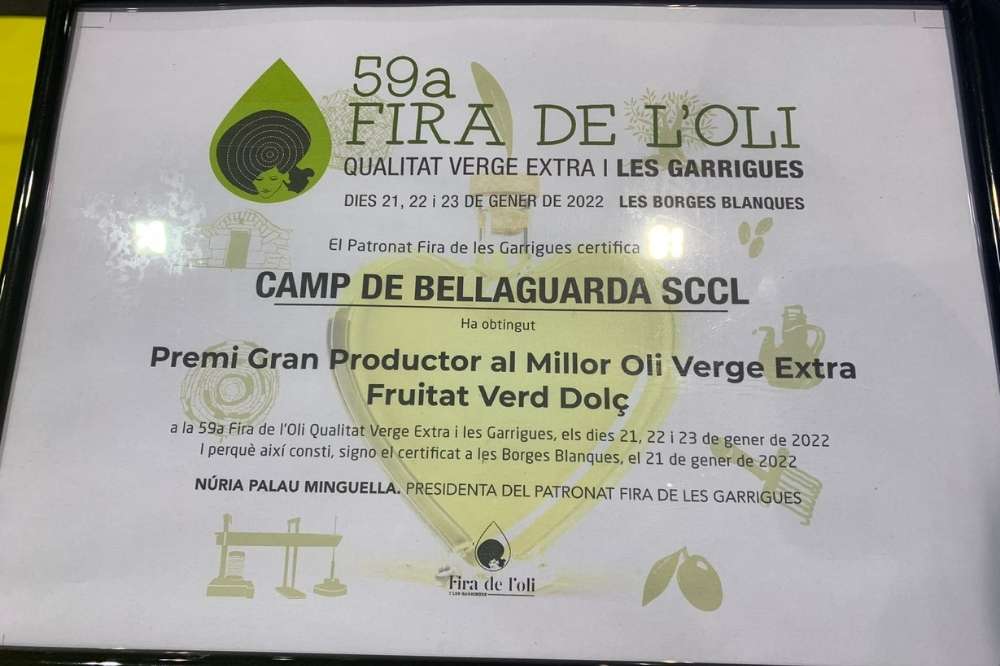 59a
FIRA DE L'OLI
QUALITAT VERGE EXTRA I LES GARRIGUES
DIES 21, 22 i 23 DE GENER DE 2022 LES BORGES BLANQUES
El Patronat Fira de les Garrigues certifica
CAMP DE BELLAGUARDA SCCL
Ha obtingut
Premi Gran Productor al Millor Oli Verge Extra
Fruitat Verd Dolç
a la 59a Fira de l'Oli Qualitat Verge Extra i les Garrigues, els dies 21, 22 i 23 de gener de 2022
I perquè així consti, signo el certificat a les Borges Blanques, el 21 de gener de 2022
NÚRIA PALAU MINGUELLA. PRESIDENTA DEL PATRONAT FIRA DE LES GARRIGUES
Fira de l'oli
I LES GARRIGUES